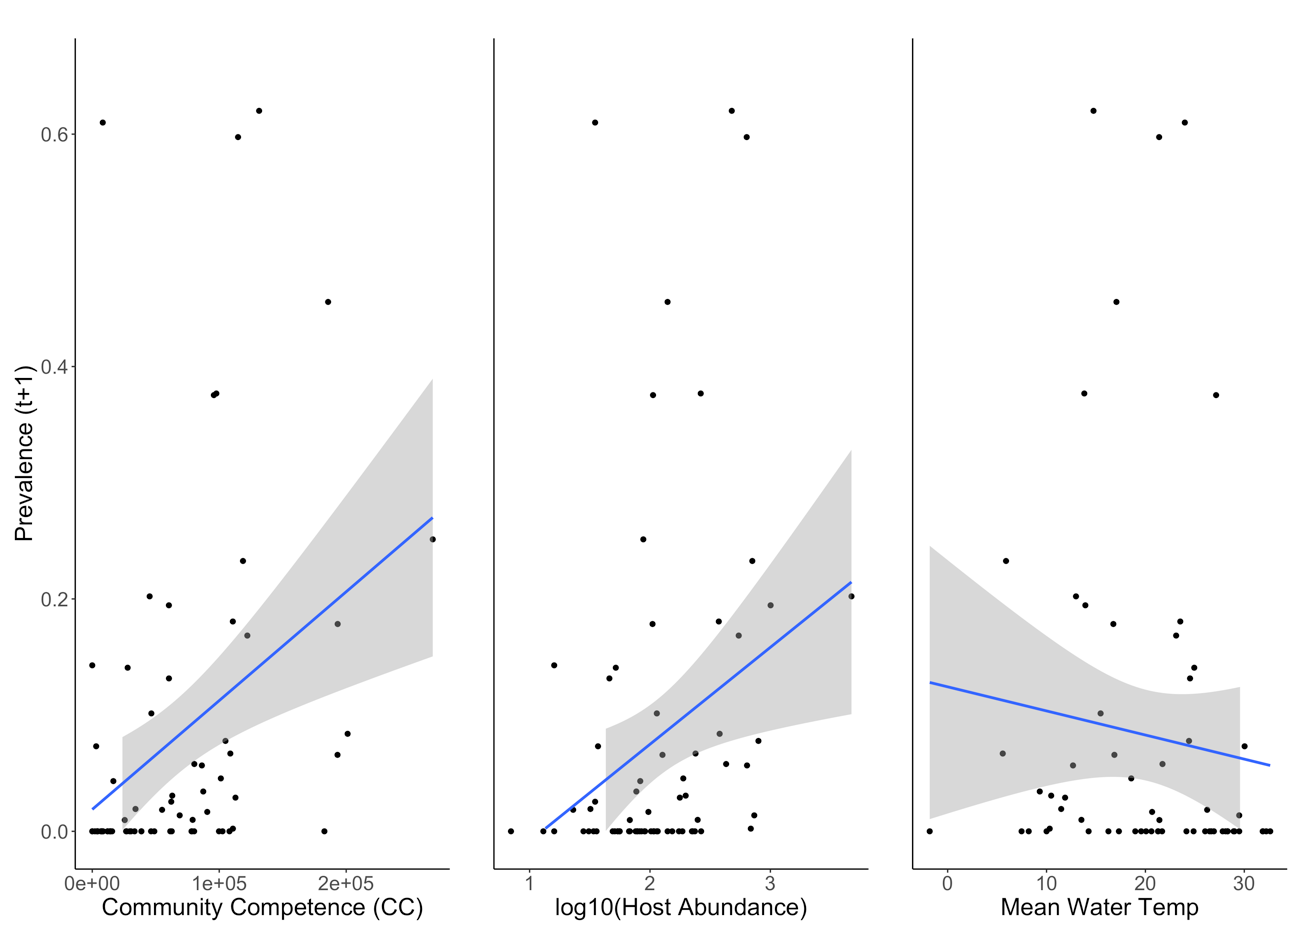 Prevalence (t+1)
0.6
0.4
0.2
0.0
0e+00 1e+05 2e+05
Community Competence (CC)
1 2 3
log10(Host Abundance)
0 10 20 30
Mean Water Temp